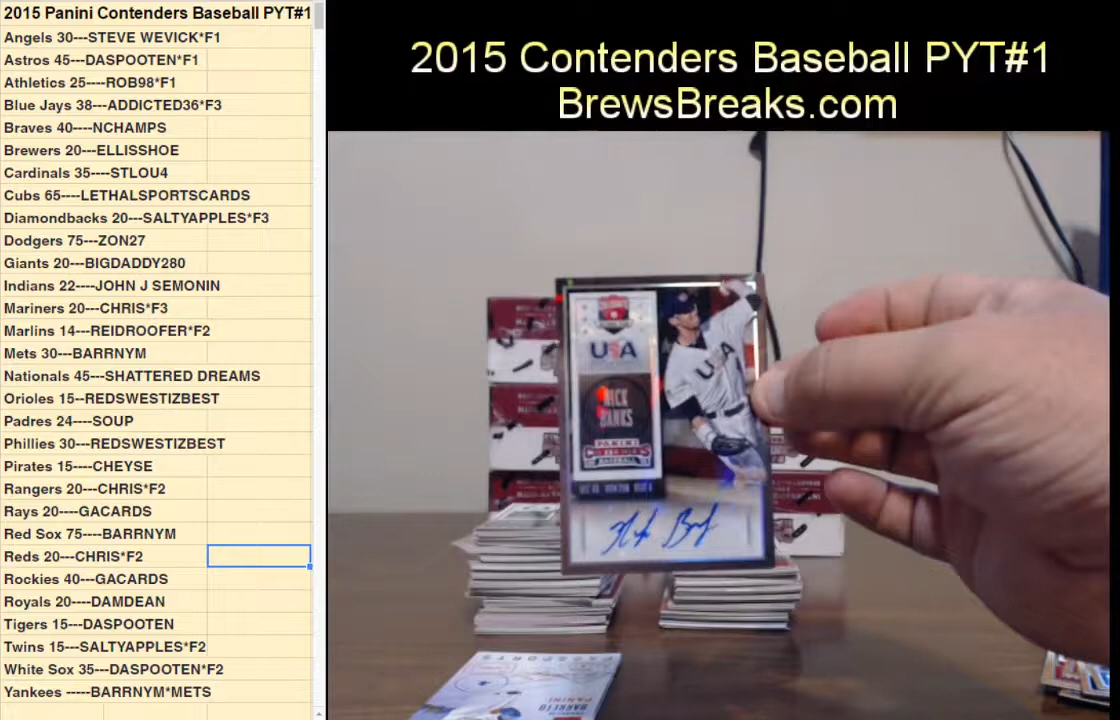 2015 Panini Contenders Baseball PYT#1
Angels 30---STEVE WEVICK*F1
Astros 45---DASPOOTEN*F1
Athletics 25----ROB98*F1
Blue Jays 38---ADDICTED36*F3
Braves 40----NCHAMPS
Brewers 20---ELLISSHOE
Cardinals 35----STLOU4
Cubs 65----LETHALSPORTSCARDS
Diamondbacks 20---SALTYAPPLES*F3
Dodgers 75---ZON27
Giants 20---BIGDADDY280
Indians 22----JOHN J SEMONIN
Mariners 20---CHRIS*F3
Marlins 14---REIDROOFER*F2
Mets 30---BARRNYM
Nationals 45---SHATTERED DREAMS
Orioles 15--REDSWESTIZBEST
Padres 24----SOUP
Phillies 30---REDSWESTIZBEST
Pirates 15----CHEYSE
Rangers 20---CHRIS*F2
Rays 20----GACARDS
Red Sox 75----BARRNYM
Reds 20---CHRIS*F2
Rockies 40---GACARDS
Royals 20----DAMDEAN
Tigers 15----DASPOOTEN
Twins 15----SALTYAPPLES*F2
White Sox 35----DASPOOTEN*F2
Yankees -----BARRNYM*METS
2015 Contenders Baseball PYT#1
BrewsBreaks.com
USA
NICK
BANKS
PANINI
CONTENDERS
BASEBALL
USA
BARRETO
PANINI